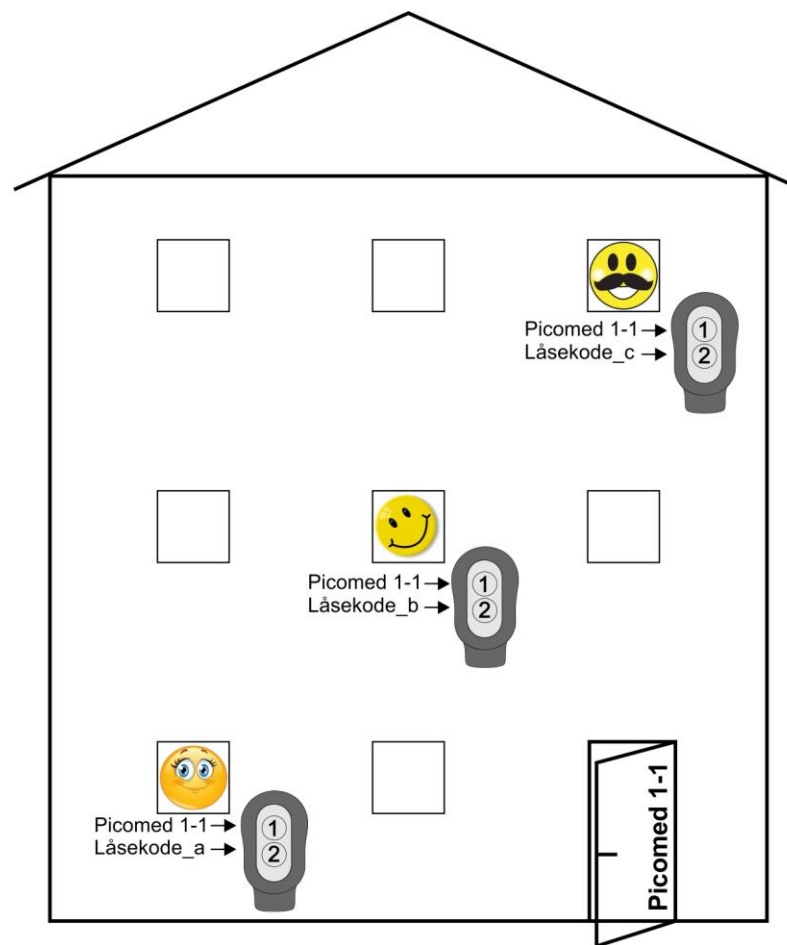 Picomed 1-1
Låsekode_c
1
2
Picomed 1-1
Låsekode_b
1
2
Picomed 1-1
Låsekode_a
1
2
Picomed 1-1